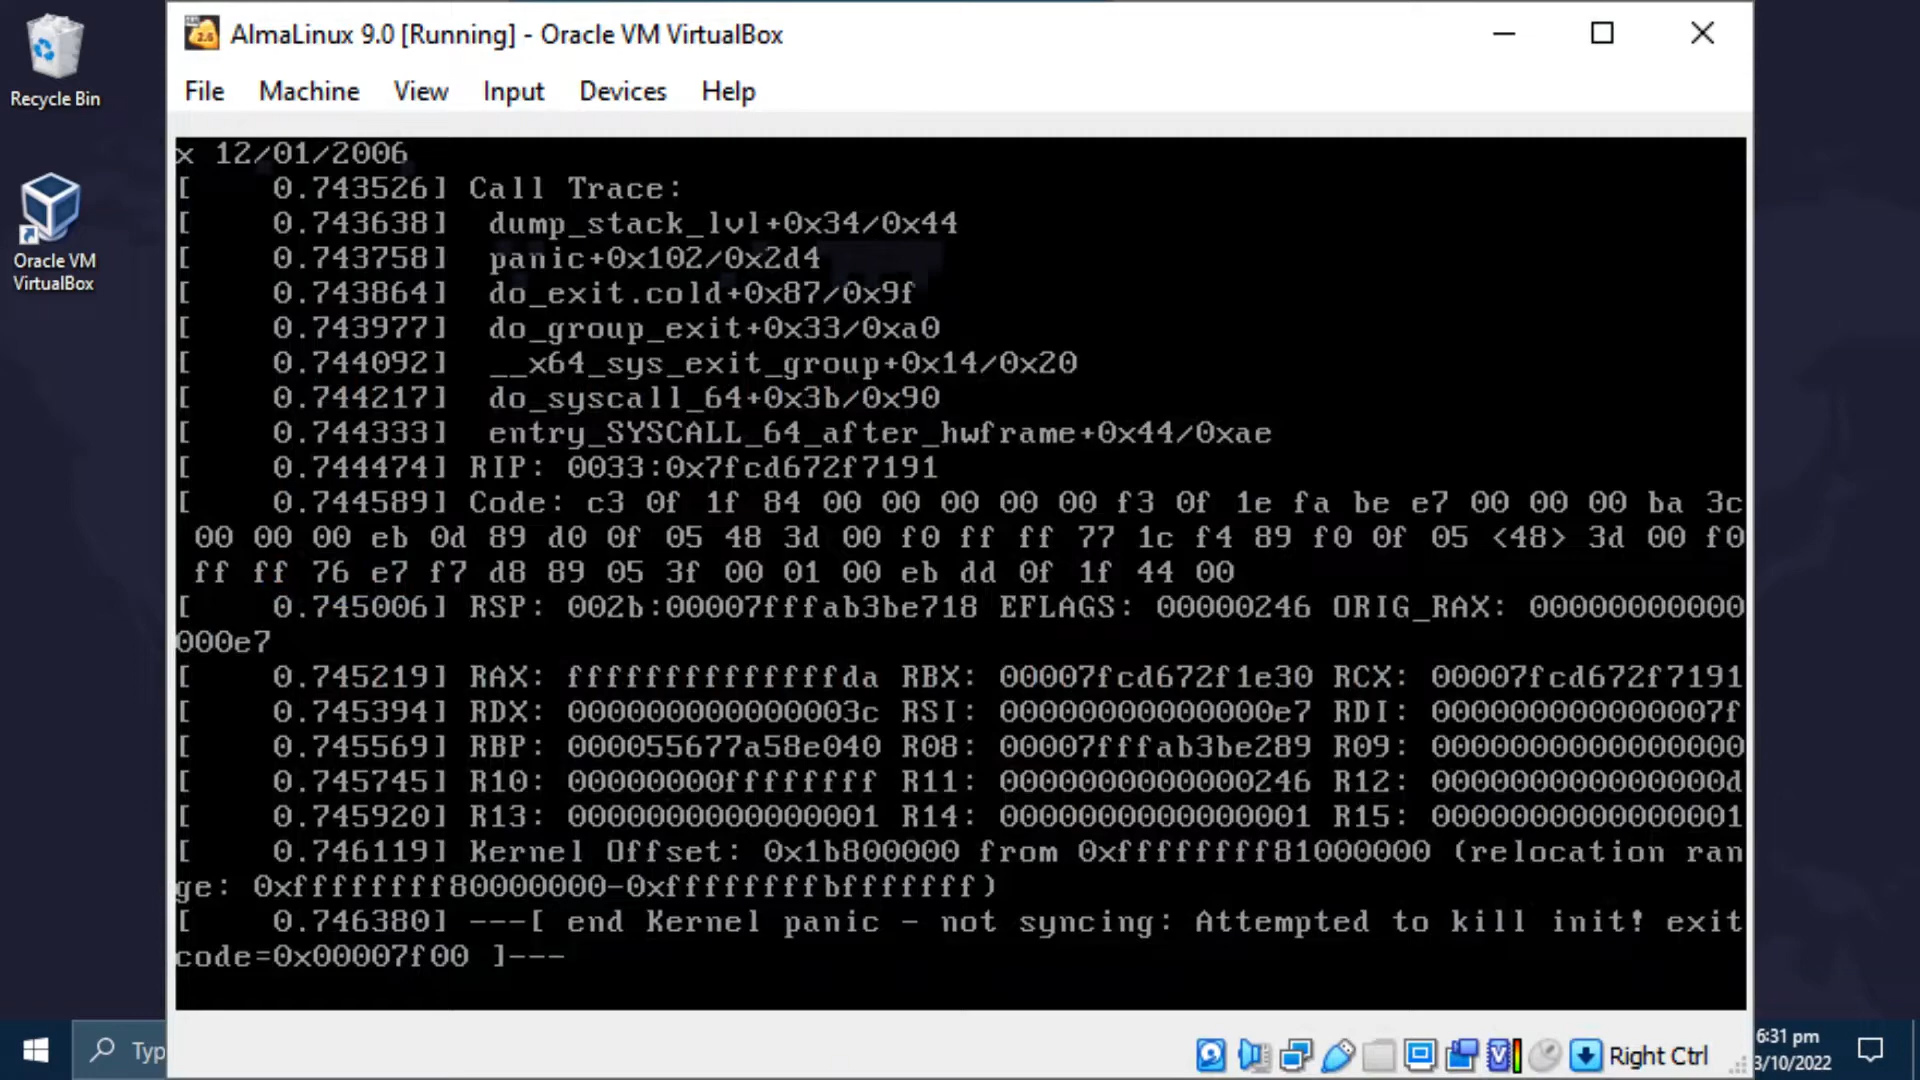 Recycle Bin
Oracle VM
VirtualBox
AlmaLinux 9.0 [Running] - Oracle VM VirtualBox
File Machine View Input Devices Help
x 12/01/2006
[    0.743526] Call Trace:
[    0.743638]  dump_stack_lvl+0x34/0x44
[    0.743758]  panic+0x102/0x2d4
[    0.743864]  do_exit.cold+0x87/0x9f
[    0.743977]  do_group_exit+0x33/0xa0
[    0.744092]  __x64_sys_exit_group+0x14/0x20
[    0.744217]  do_syscall_64+0x3b/0x90
[    0.744333]  entry_SYSCALL_64_after_hwframe+0x44/0xae
[    0.744474] RIP: 0033:0x7fcd672f7191
[    0.744589] Code: c3 0f 1f 84 00 00 00 00 00 f3 0f 1e fa be e7 00 00 00 ba 3c
00 00 00 eb 0d 89 d0 0f 05 48 3d 00 f0 ff ff 77 1c f4 89 f0 0f 05 <48> 3d 00 f0
ff ff 76 e7 f7 d8 89 05 3f 00 01 00 eb dd 0f 1f 44 00
[    0.745006] RSP: 002b:00007fffab3be718 EFLAGS: 00000246 ORIG_RAX: 00000000000
000e7
[    0.745219] RAX: ffffffffffffffda RBX: 00007fcd672f1e30 RCX: 00007fcd672f7191
[    0.745394] RDX: 000000000000003c RSI: 00000000000000e7 RDI: 000000000000007f
[    0.745569] RBP: 000055677a58e040 R08: 00007fffab3be289 R09: 0000000000000000
[    0.745745] R10: 00000000ffffffff R11: 0000000000000246 R12: 000000000000000d
[    0.745920] R13: 0000000000000001 R14: 0000000000000001 R15: 0000000000000001
[    0.746119] Kernel Offset: 0x1b800000 from 0xffffffff81000000 (relocation ran
ge: 0xffffffff80000000-0xffffffffbfffffff)
[    0.746380] ---[ end Kernel panic - not syncing: Attempted to kill init! exit
code=0x00007f00 ]---
Right Ctrl
Typ
6:31 pm
3/10/2022